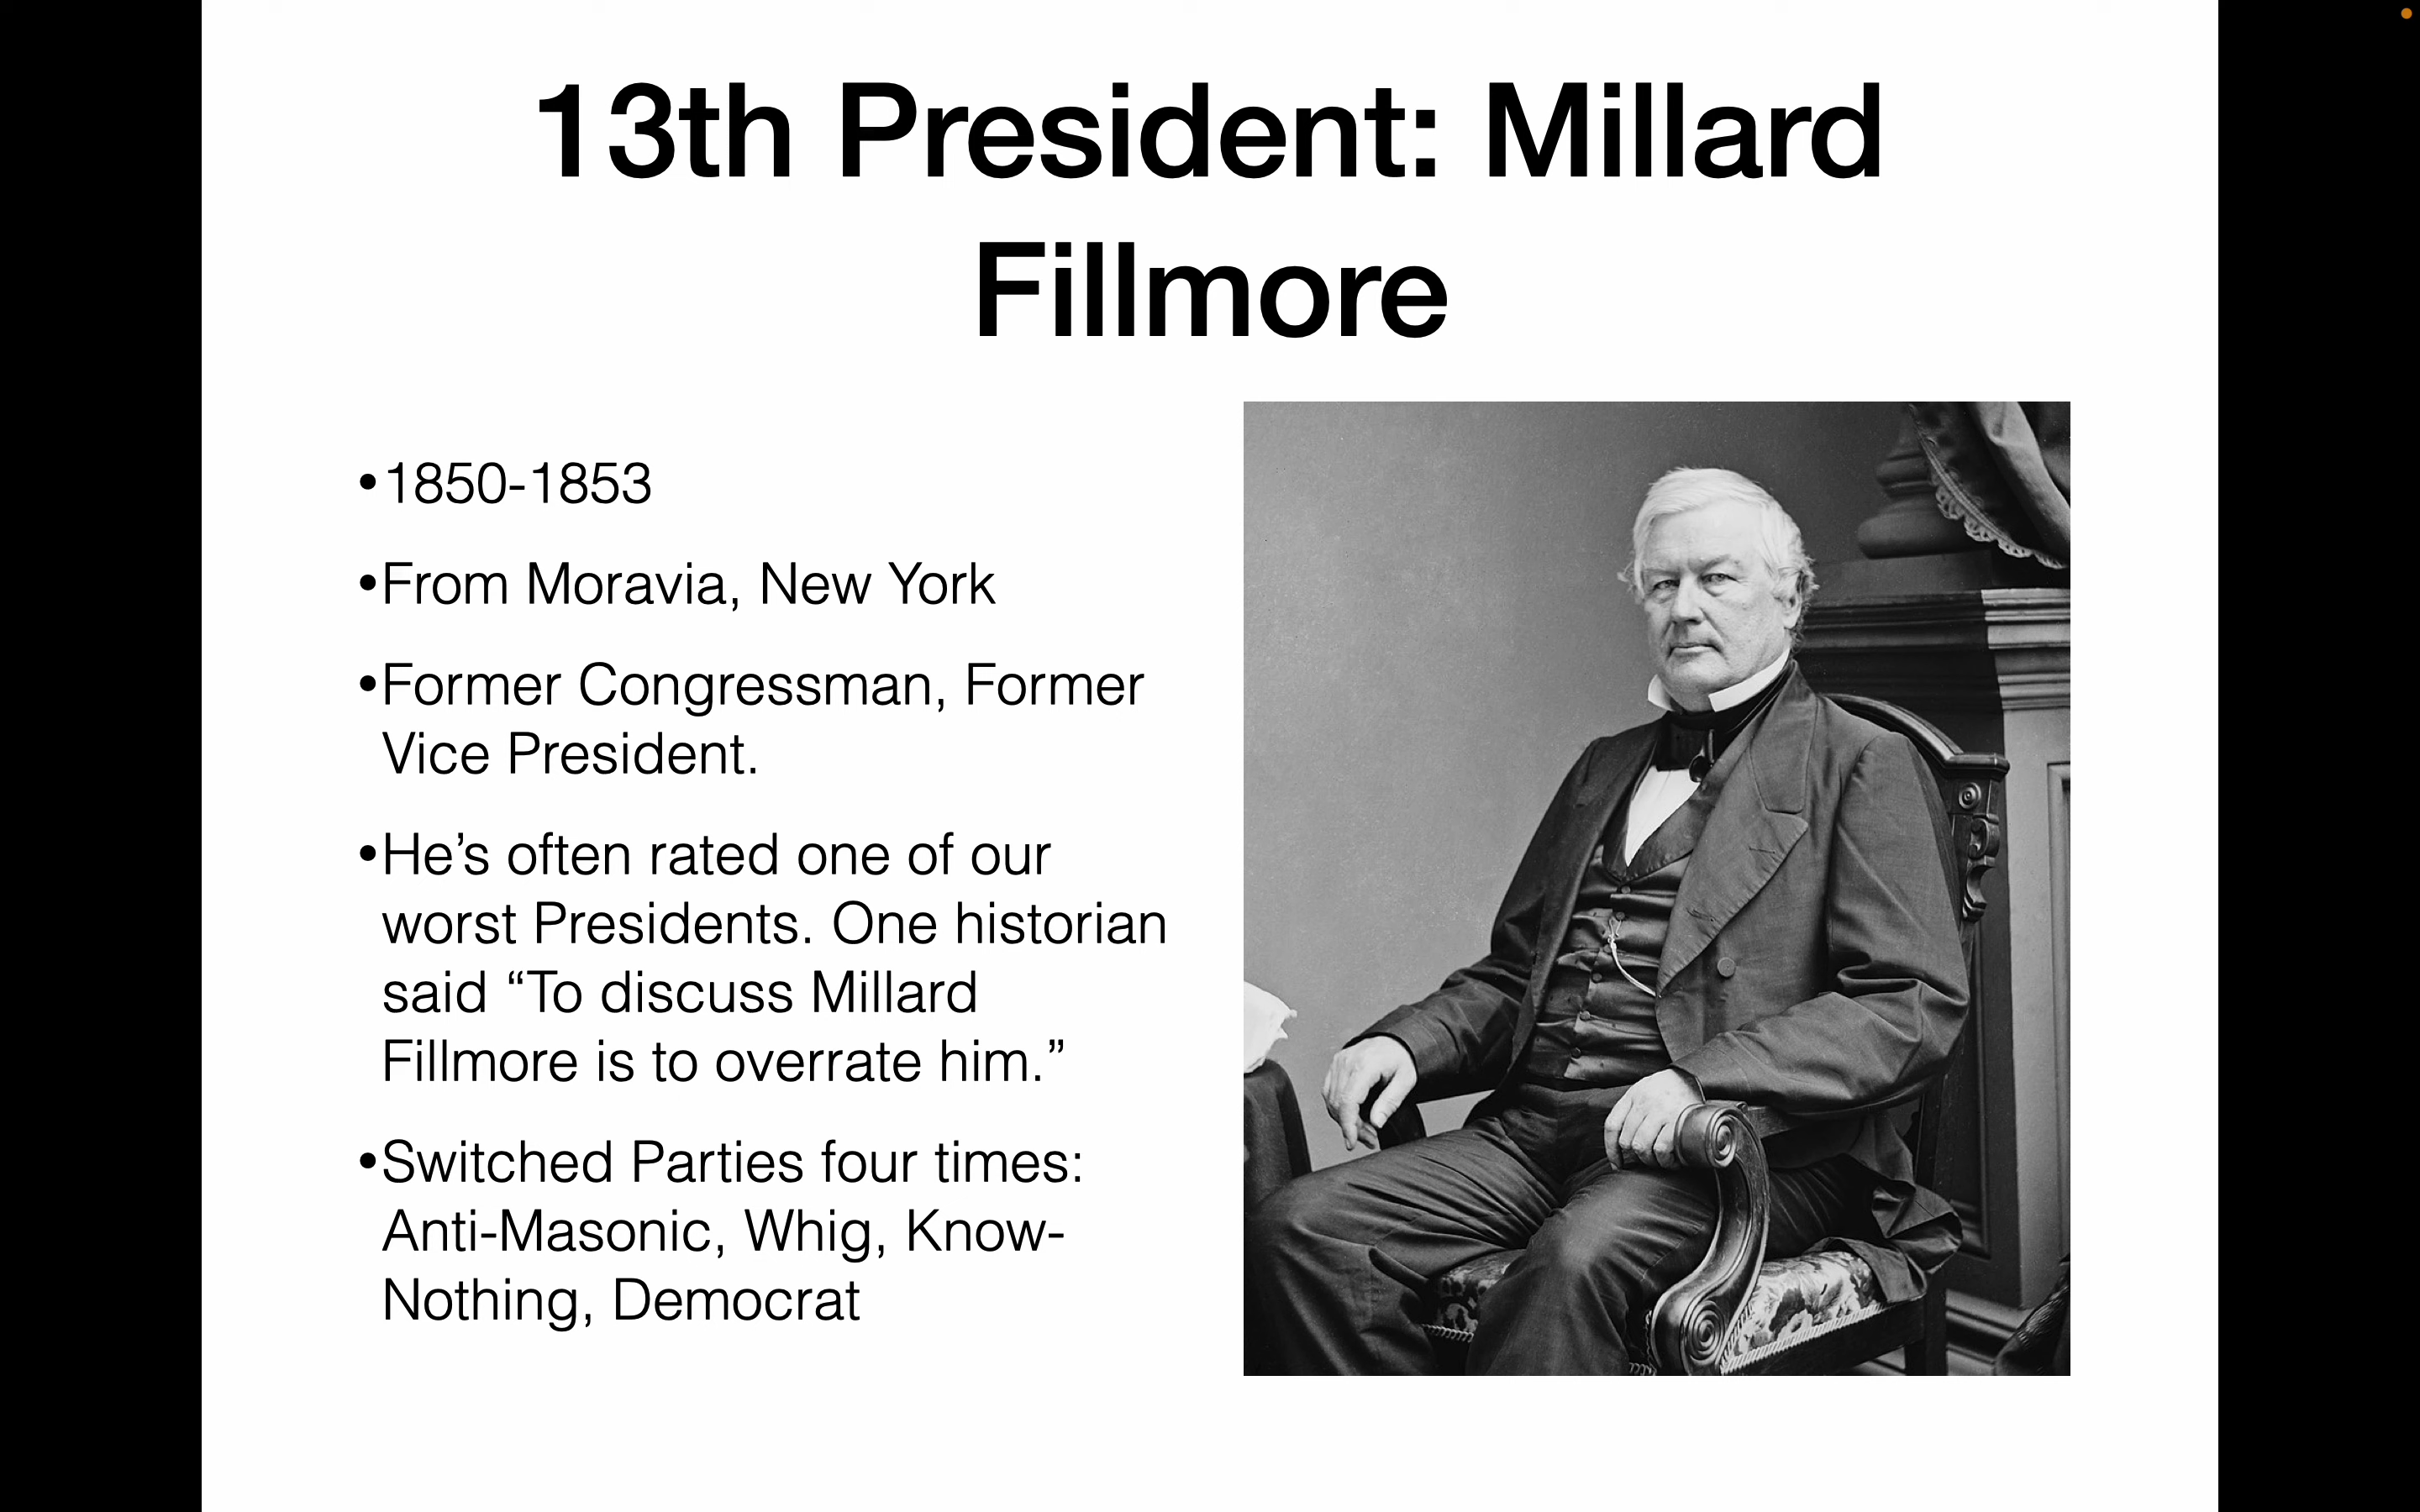 13th President: Millard
Fillmore
•1850-1853
•From Moravia, New York
•Former Congressman, Former
Vice President.
•He’s often rated one of our
worst Presidents. One historian
said “To discuss Millard
Fillmore is to overrate him.”
•Switched Parties four times:
Anti-Masonic, Whig, Know-
Nothing, Democrat